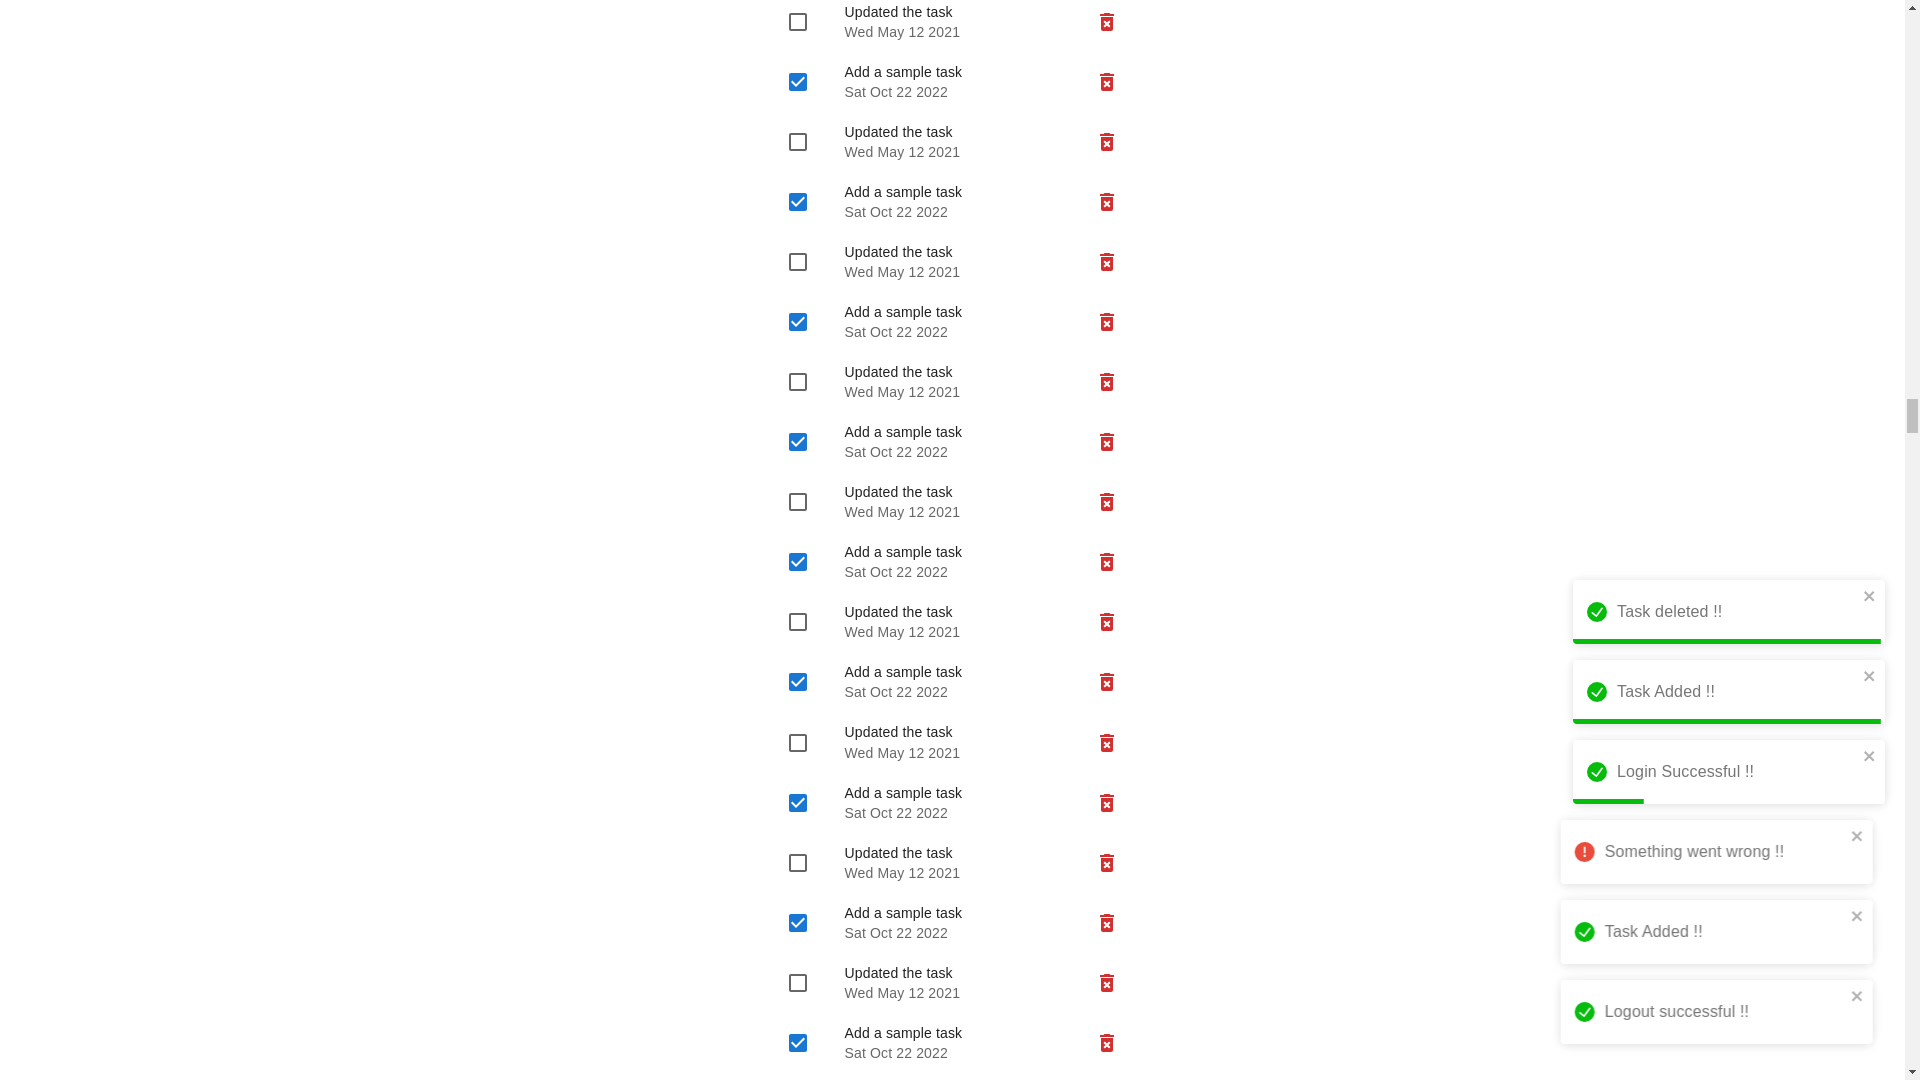 Updated the task
Wed May 12 2021
Add a sample task
Sat Oct 22 2022
Updated the task
Wed May 12 2021
Add a sample task
Sat Oct 22 2022
Updated the task
Wed May 12 2021
Add a sample task
Sat Oct 22 2022
Updated the task
Wed May 12 2021
Add a sample task
Sat Oct 22 2022
Updated the task
Wed May 12 2021
Add a sample task
Sat Oct 22 2022
Updated the task
Wed May 12 2021
Add a sample task
Sat Oct 22 2022
Updated the task
Wed May 12 2021
Add a sample task
Sat Oct 22 2022
Updated the task
Wed May 12 2021
Add a sample task
Sat Oct 22 2022
Updated the task
Wed May 12 2021
Add a sample task
Sat Oct 22 2022
Task deleted !!
Task Added !!
Login Successful !!
Something went wrong !!
Task Added !!
Logout successful !!